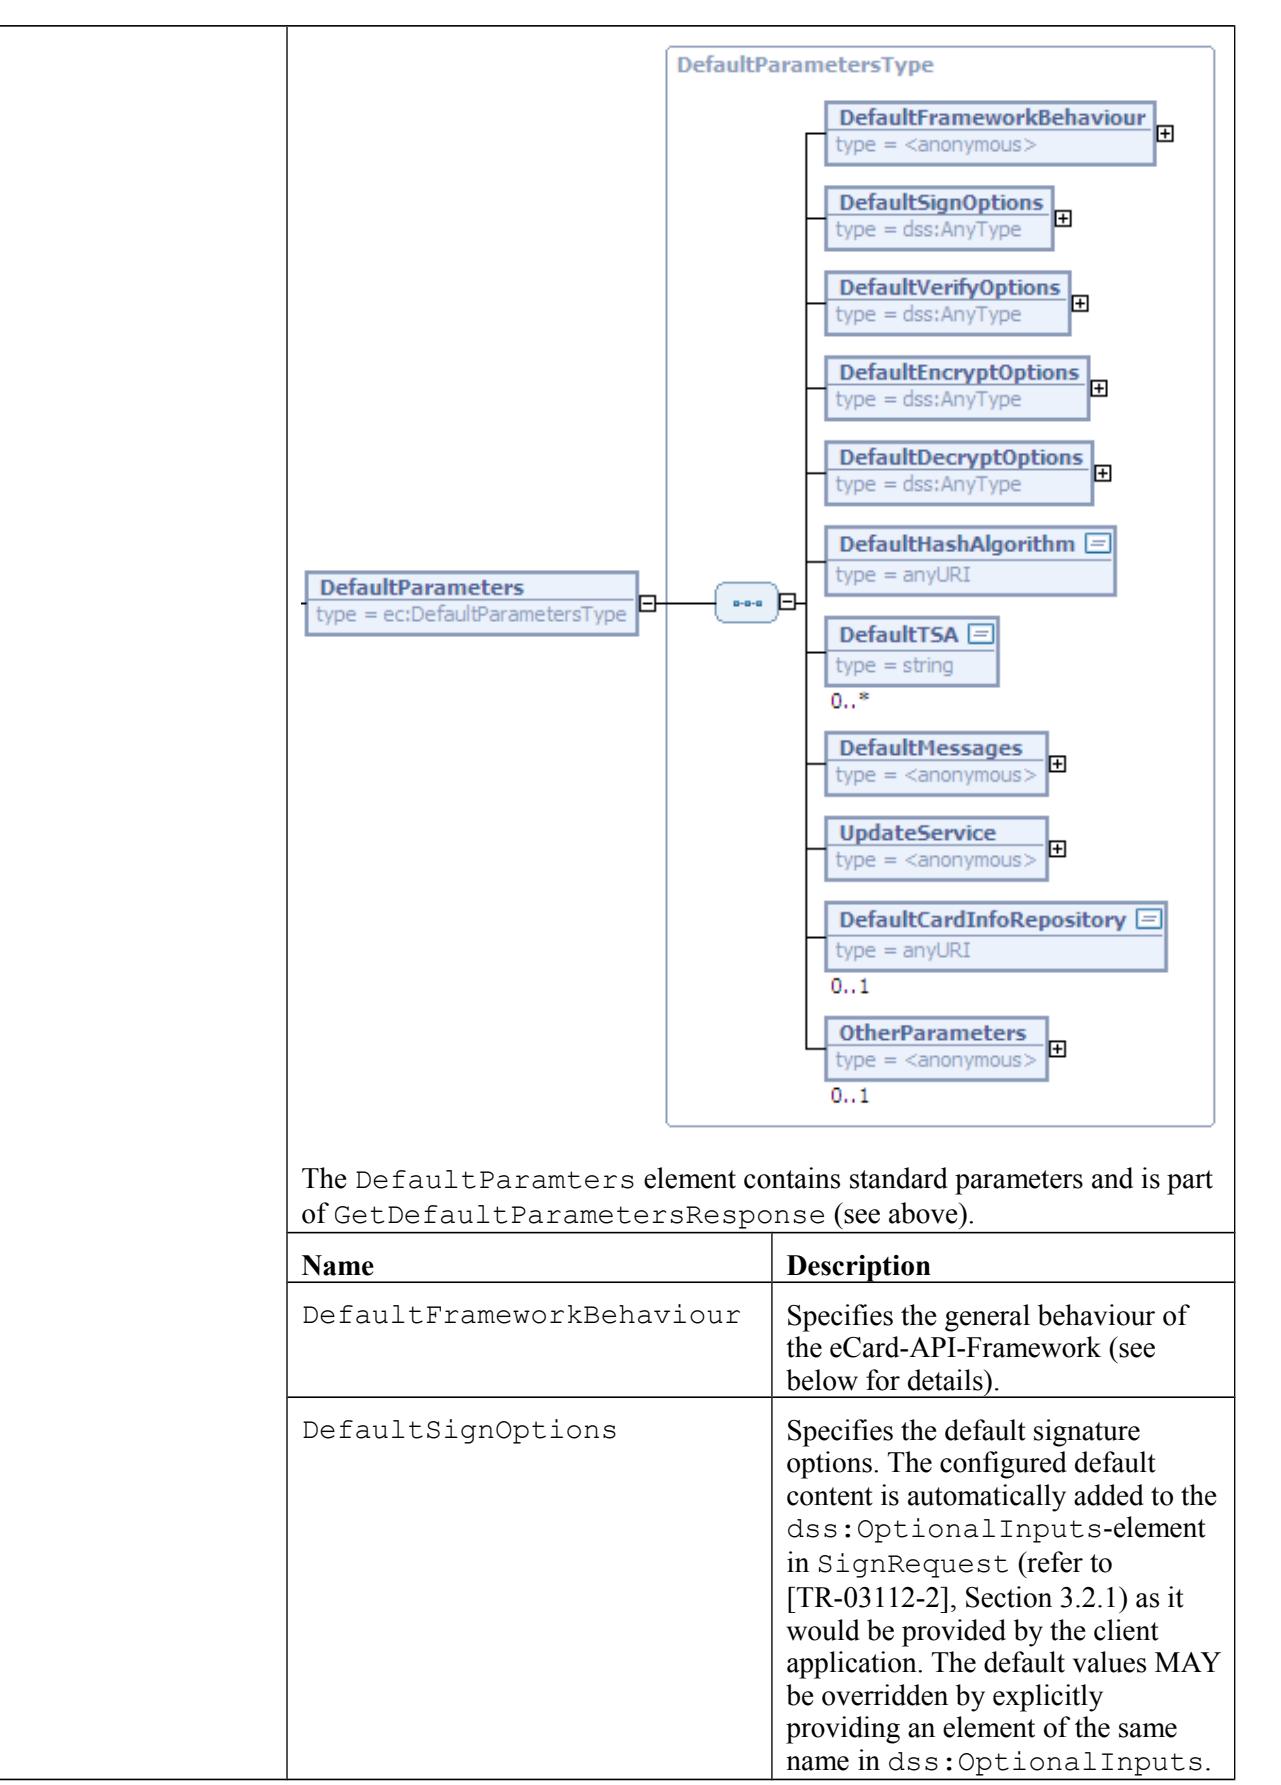 DefaultParametersType
DefaultFrameworkBehaviour
type = <anonymous>
DefaultSignOptions
type = dss:AnyType
DefaultVerifyOptions
type = dss:AnyType
DefaultEncryptOptions
type = dss:AnyType
DefaultDecryptOptions
type = dss:AnyType
DefaultHashAlgorithm
type = anyURI
DefaultParameters
type = ec:DefaultParametersType
DefaultTSA
type = string
0..*
DefaultMessages
type = <anonymous>
UpdateService
type = <anonymous>
DefaultCardInfoRepository
type = anyURI
0..1
OtherParameters
type = <anonymous>
0..1
The DefaultParamters element contains standard parameters and is part
of GetDefaultParametersResponse (see above).
Name
Description
DefaultFrameworkBehaviour
Specifies the general behaviour of
the eCard-API-Framework (see
below for details).
DefaultSignOptions
Specifies the default signature
options. The configured default
content is automatically added to the
dss:OptionalInputs-element
in SignRequest (refer to
[TR-03112-2], Section 3.2.1) as it
would be provided by the client
application. The default values MAY
be overridden by explicitly
providing an element of the same
name in dss:OptionalInputs.